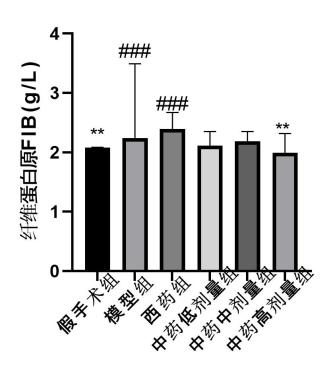 纤维蛋白原FIB(g/L)
4
3
2
1
0
**
###
###
**
假手术组
模型组
西药组
中药低剂量组
中药中剂量组
中药高剂量组